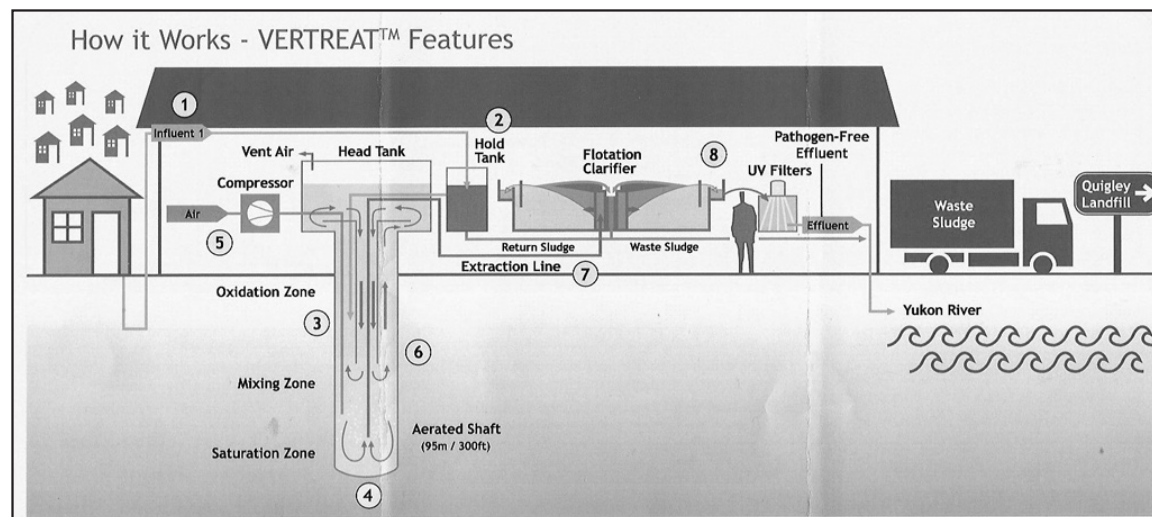 How it Works - VERTREAT™ Features
1
Influent 1
2
Hold
Tank
Vent Air
Head Tank
Compressor
Air
5
Flotation
Clarifier
8
Pathogen-Free
Effluent
UV Filters
Effluent
Waste
Sludge
Quigley
Landfill
Return Sludge
Waste Sludge
Extraction Line
7
Oxidation Zone
3
6
Mixing Zone
Saturation Zone
Aerated Shaft
(95m / 300ft)
4
Yukon River